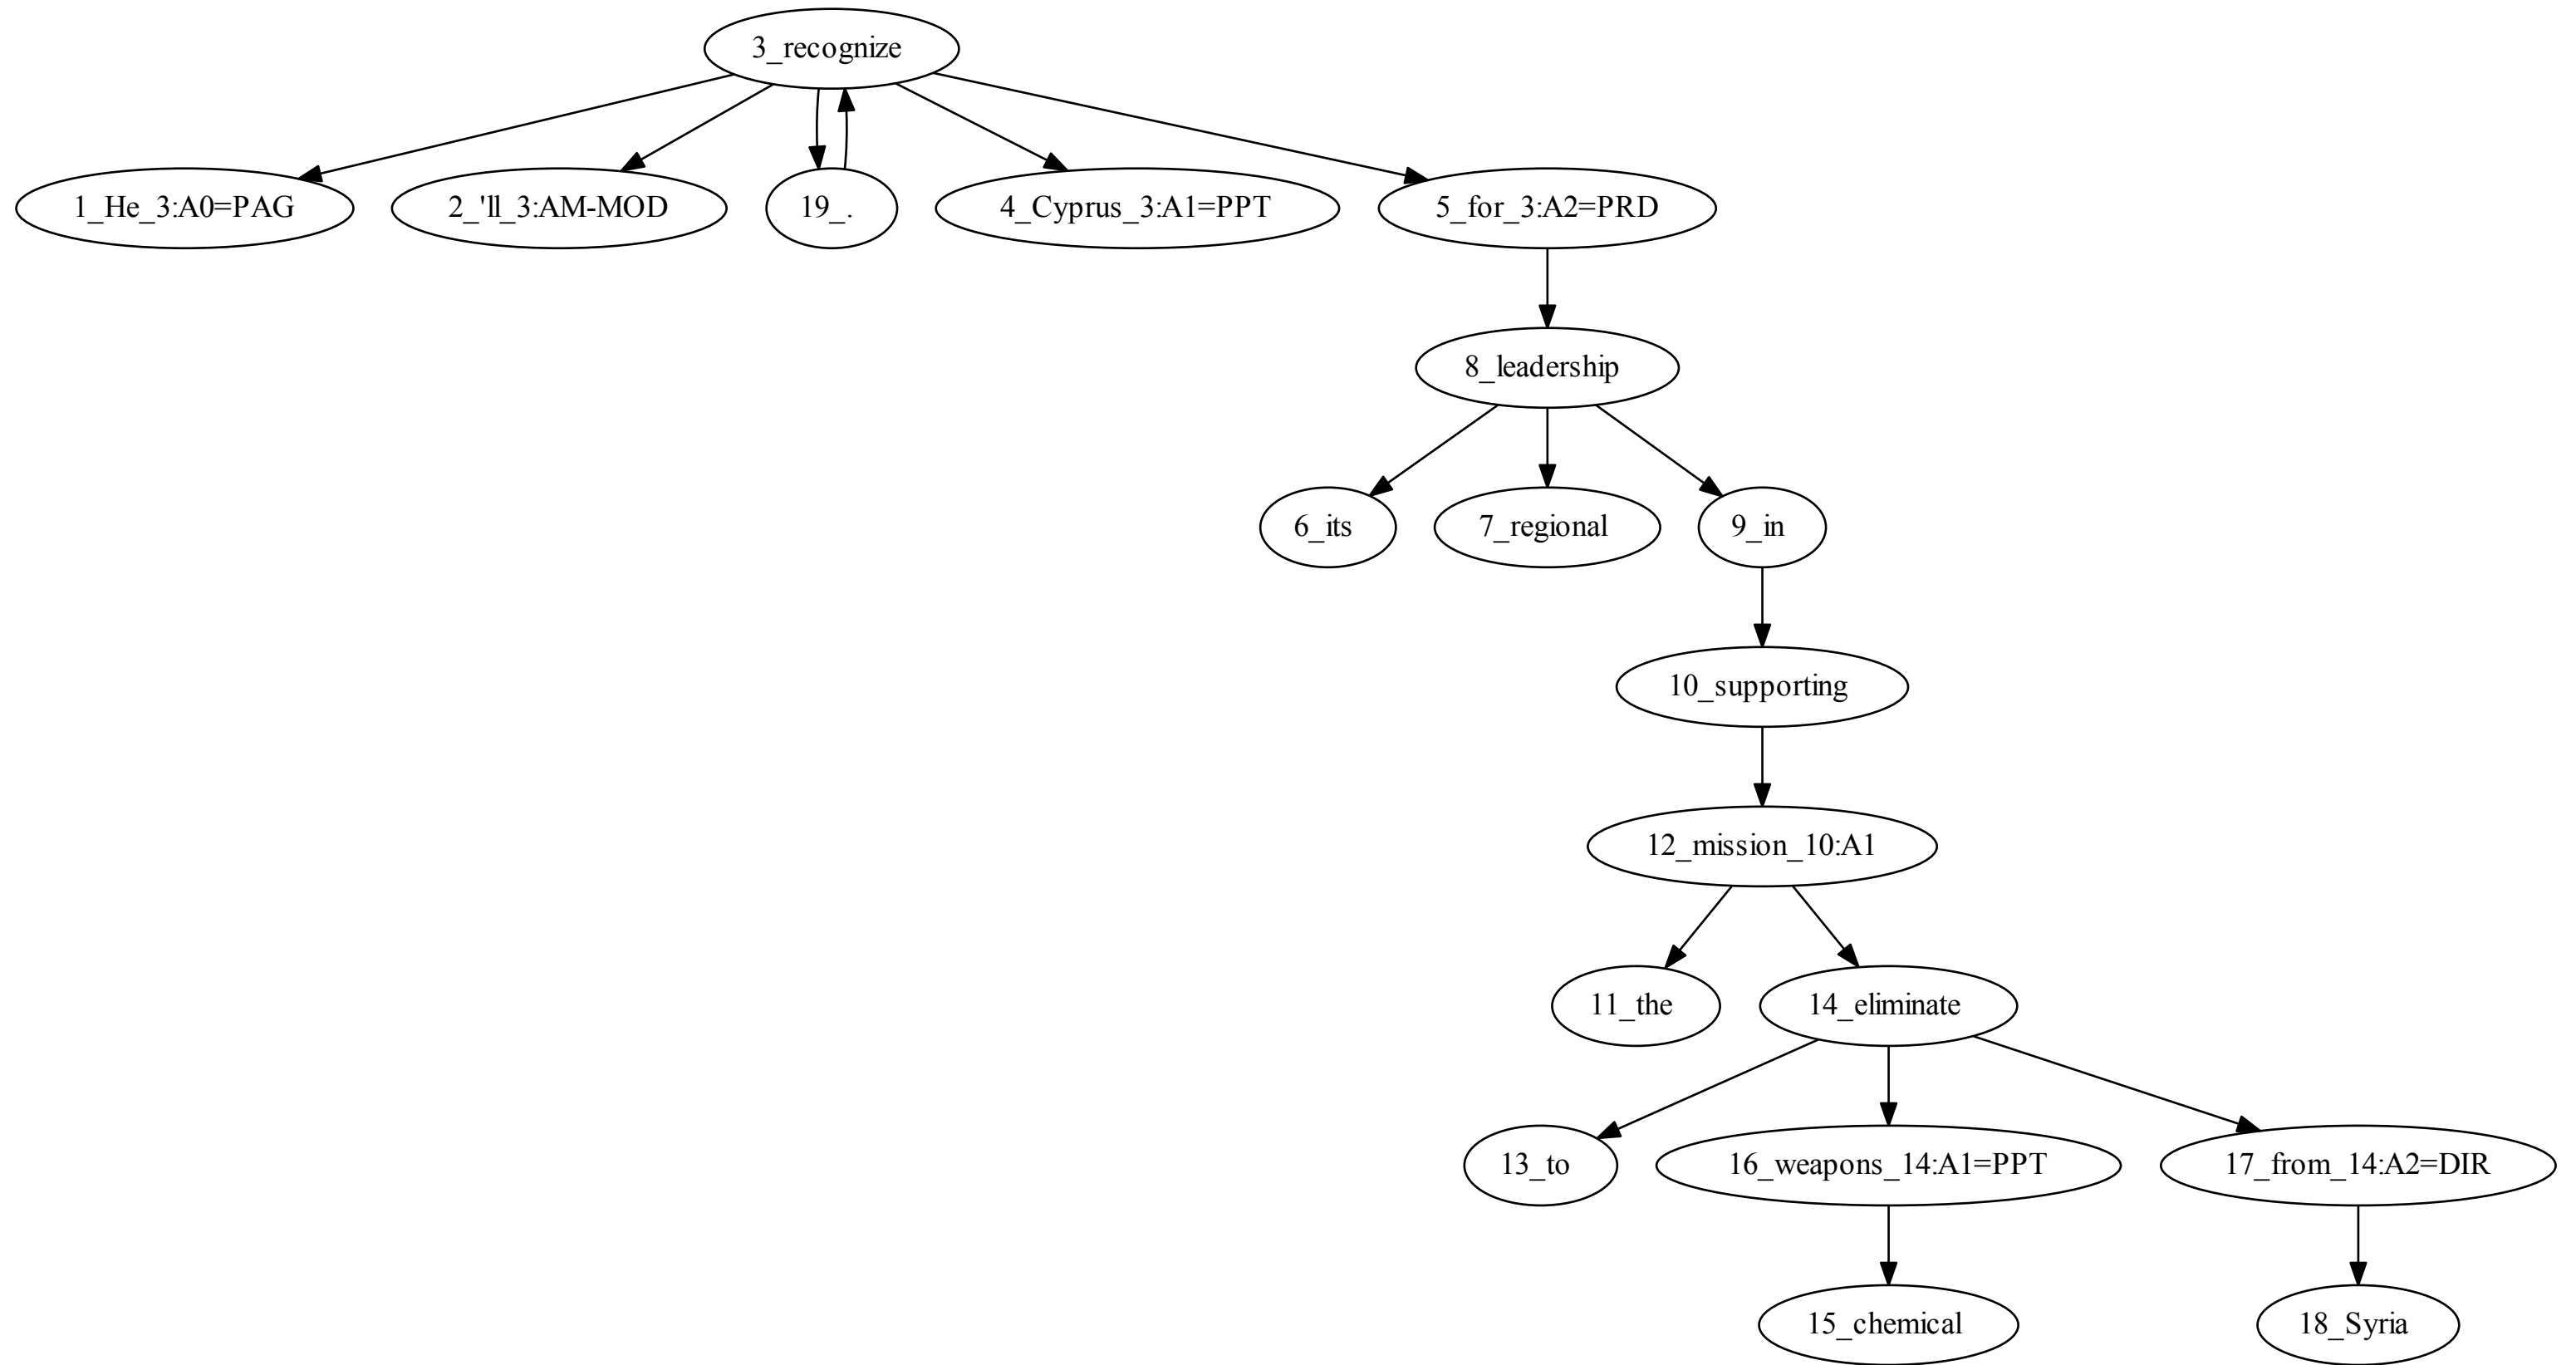 3_recognize
1_He_3:A0=PAG
2_'ll_3:AM-MOD
19_.
4_Cyprus_3:A1=PPT
5_for_3:A2=PRD
8_leadership
6_its
7_regional
9_in
10_supporting
12_mission_10:A1
11_the
14_eliminate
13_to
16_weapons_14:A1=PPT
17_from_14:A2=DIR
15_chemical
18_Syria